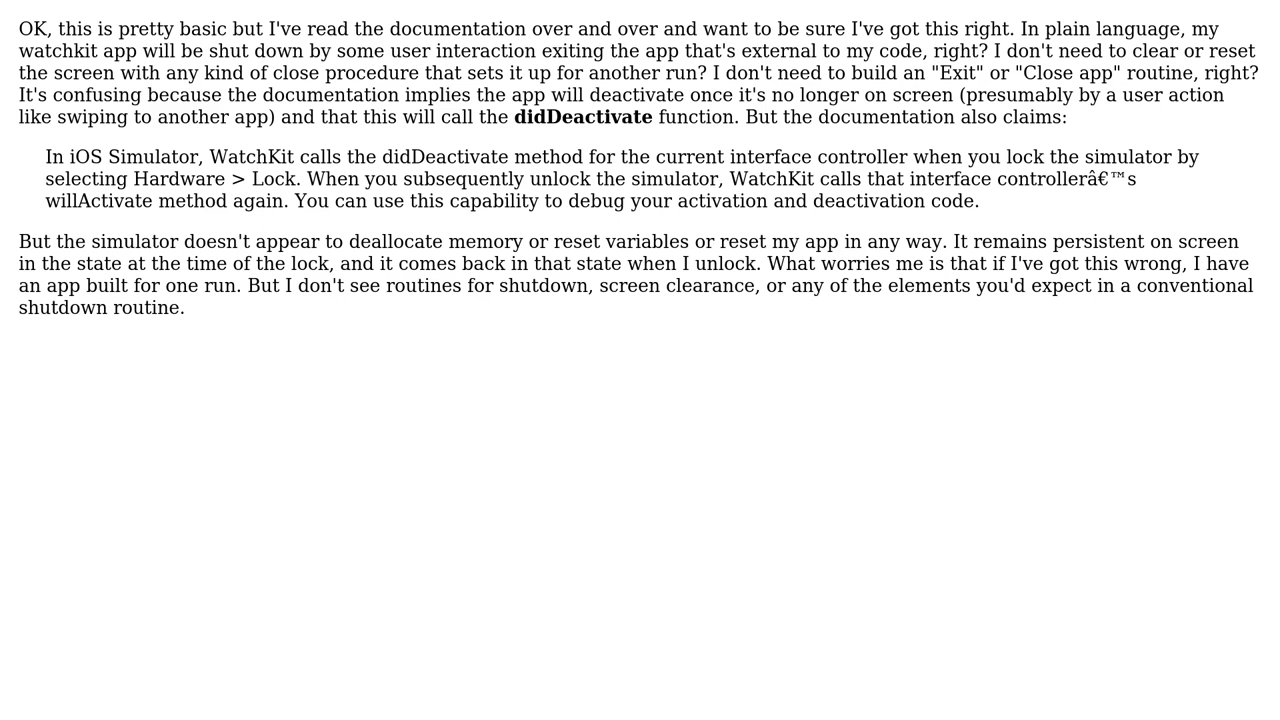 OK, this is pretty basic but I've read the documentation over and over and want to be sure I've got this right. In plain language, my
watchkit app will be shut down by some user interaction exiting the app that's external to my code, right? I don't need to clear or reset
the screen with any kind of close procedure that sets it up for another run? I don't need to build an "Exit" or "Close app" routine, right?
It's confusing because the documentation implies the app will deactivate once it's no longer on screen (presumably by a user action
like swiping to another app) and that this will call the didDeactivate function. But the documentation also claims:
In iOS Simulator, WatchKit calls the didDeactivate method for the current interface controller when you lock the simulator by
selecting Hardware > Lock. When you subsequently unlock the simulator, WatchKit calls that interface controllerâ€™s
willActivate method again. You can use this capability to debug your activation and deactivation code.
But the simulator doesn't appear to deallocate memory or reset variables or reset my app in any way. It remains persistent on screen
in the state at the time of the lock, and it comes back in that state when I unlock. What worries me is that if I've got this wrong, I have
an app built for one run. But I don't see routines for shutdown, screen clearance, or any of the elements you'd expect in a conventional
shutdown routine.